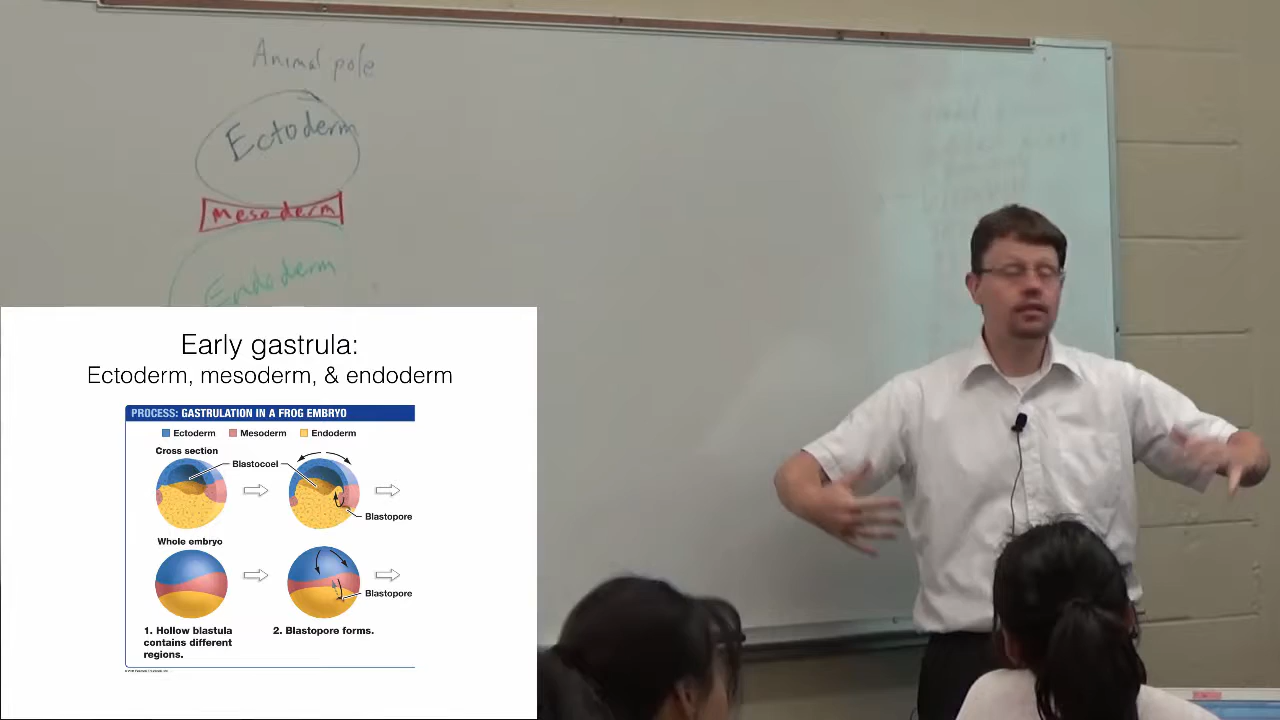 Animal pole
Ectoderm
mesoderm
Endoderm
Early gastrula:
Ectoderm, mesoderm, & endoderm
PROCESS: GASTRULATION IN A FROG EMBRYO
Ectoderm Mesoderm Endoderm
Cross section
Blastocoel
Blastopore
Whole embryo
Blastopore
1. Hollow blastula
contains different
regions.
2. Blastopore forms.